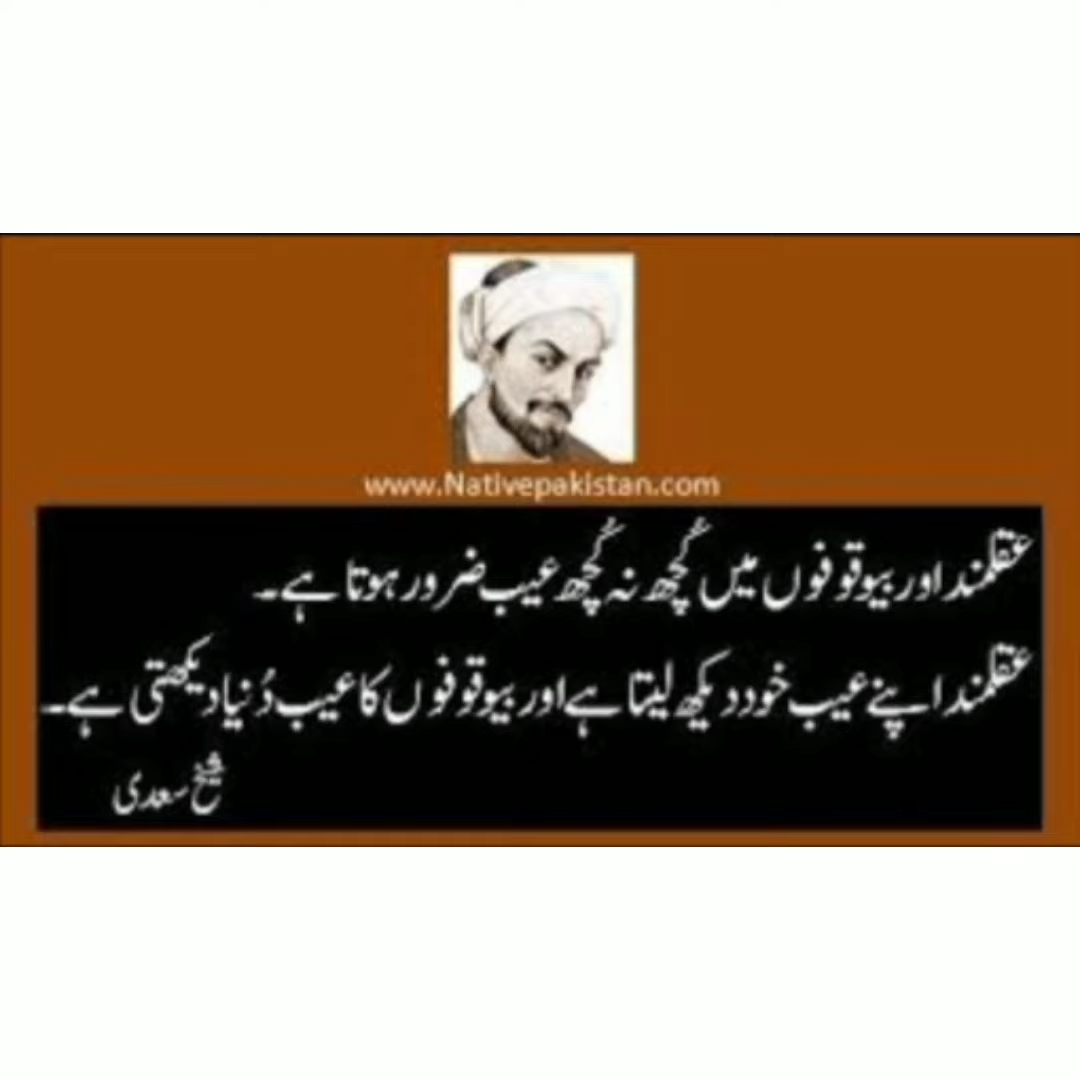 www.Nativepakistan.com
عقلمند اور بیوقوفوں میں کُچھ نہ کُچھ عیب ضرور ہوتا ہے۔
عقلمند اپنے عیب خود دیکھ لیتا ہے اور بیوقوفوں کا عیب دُنیا دیکھتی ہے۔
شیخ سعدی